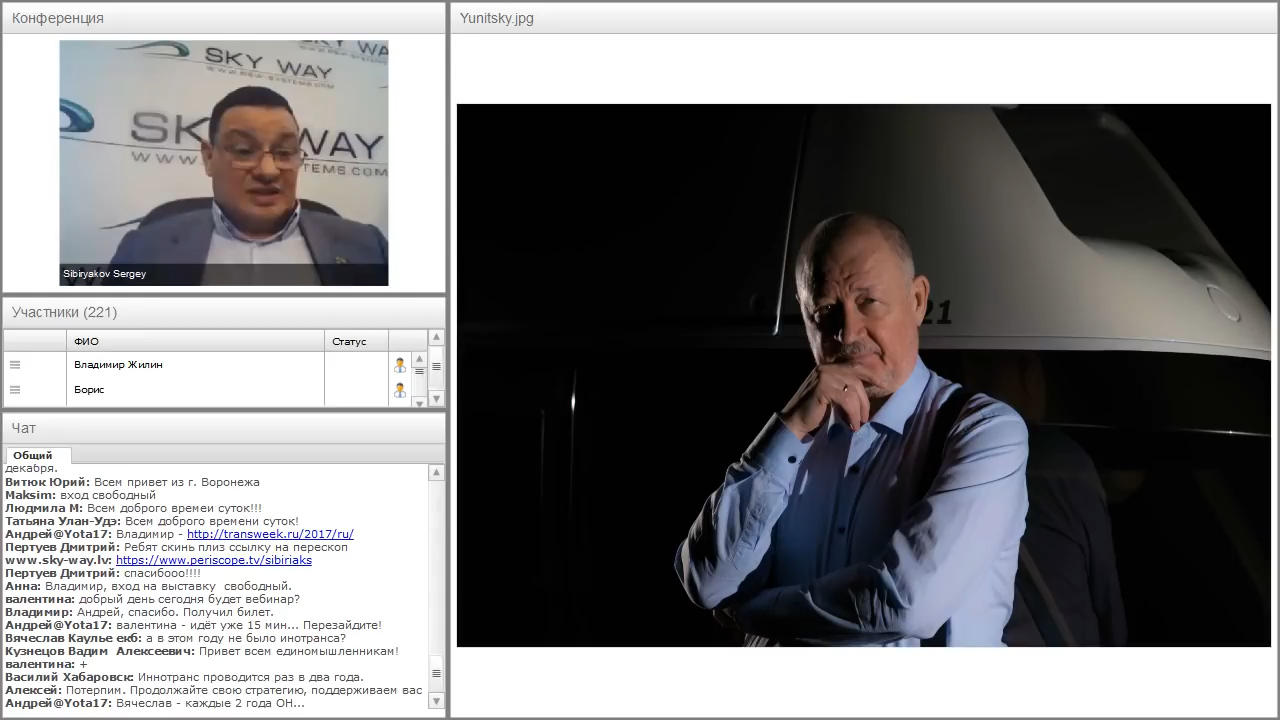 Конференция
SKY WAY
WWW.RSW-SYSTEMS.COM
SKY WAY
Sibiryakov Sergey
Участники (221)
ФИО
Статус
Владимир Жилин
Борис
Чат
Общий
декабря.
Витюк Юрий: Всем привет из г. Воронежа
Maksim: вход свободный
Людмила М: Всем доброго времеи суток!!!
Татьяна Улан-Удэ: Всем доброго времени суток!
Андрей@Yota17: Владимир - http://transweek.ru/2017/ru/
Пертуев Дмитрий: Ребят скинь плиз ссылку на перескоп
www.sky-way.lv: https://www.periscope.tv/sibiriaks
Пертуев Дмитрий: спасибооо!!!!
Анна: Владимир, вход на выставку свободный.
валентина: добрый день сегодня будет вебинар?
Владимир: Андрей, спасибо. Получил билет.
Андрей@Yota17: валентина - идёт уже 15 мин... Перезайдите!
Вячеслав Каулье екб: а в этом году не было инотранса?
Кузнецов Вадим Алексеевич: Привет всем единомышленникам!
валентина: +
Василий Хабаровск: Иннотранс проводится раз в два года.
Алексей: Потерпим. Продолжайте свою стратегию, поддерживаем вас
Андрей@Yota17: Вячеслав - каждые 2 года ОН...
Yunitsky.jpg
21